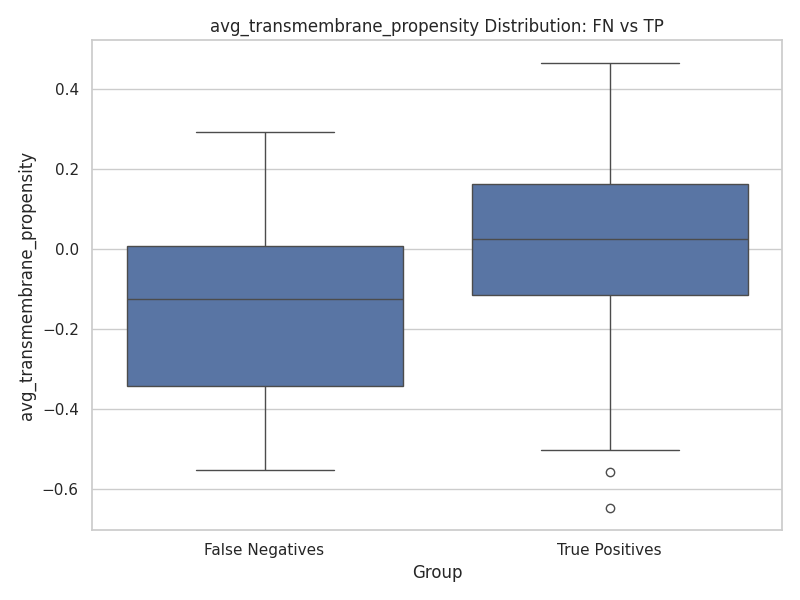 avg_transmembrane_propensity Distribution: FN vs TP
avg_transmembrane_propensity
0.4
0.2
0.0
−0.2
−0.4
−0.6
False Negatives
True Positives
Group